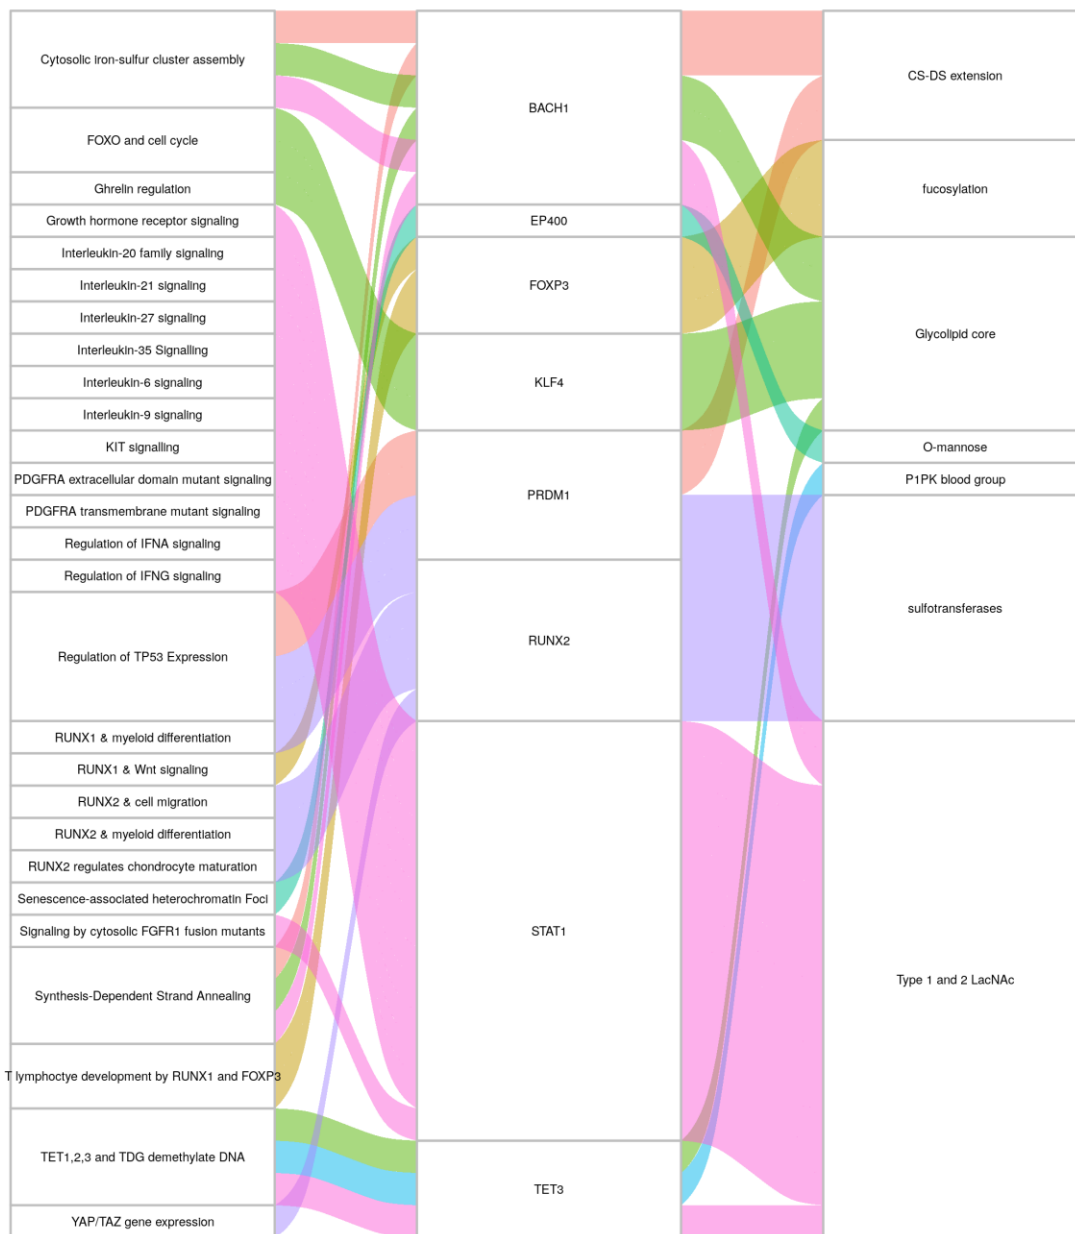 Cytosolic iron-sulfur cluster assembly
FOXO and cell cycle
Ghrelin regulation
Growth hormone receptor signaling
Interleukin-20 family signaling
Interleukin-21 signaling
Interleukin-27 signaling
Interleukin-35 Signalling
Interleukin-6 signaling
Interleukin-9 signaling
KIT signalling
PDGFRA extracellular domain mutant signaling
PDGFRA transmembrane mutant signaling
Regulation of IFNA signaling
Regulation of IFNG signaling
Regulation of TP53 Expression
RUNX1 & myeloid differentiation
RUNX1 & Wnt signaling
RUNX2 & cell migration
RUNX2 & myeloid differentiation
RUNX2 regulates chondrocyte maturation
Senescence-associated heterochromatin Foci
Signaling by cytosolic FGFR1 fusion mutants
Synthesis-Dependent Strand Annealing
T lymphoctye development by RUNX1 and FOXP3
TET1,2,3 and TDG demethylate DNA
YAP/TAZ gene expression
BACH1
EP400
FOXP3
KLF4
PRDM1
RUNX2
STAT1
TET3
CS-DS extension
fucosylation
Glycolipid core
O-mannose
P1PK blood group
sulfotransferases
Type 1 and 2 LacNAc